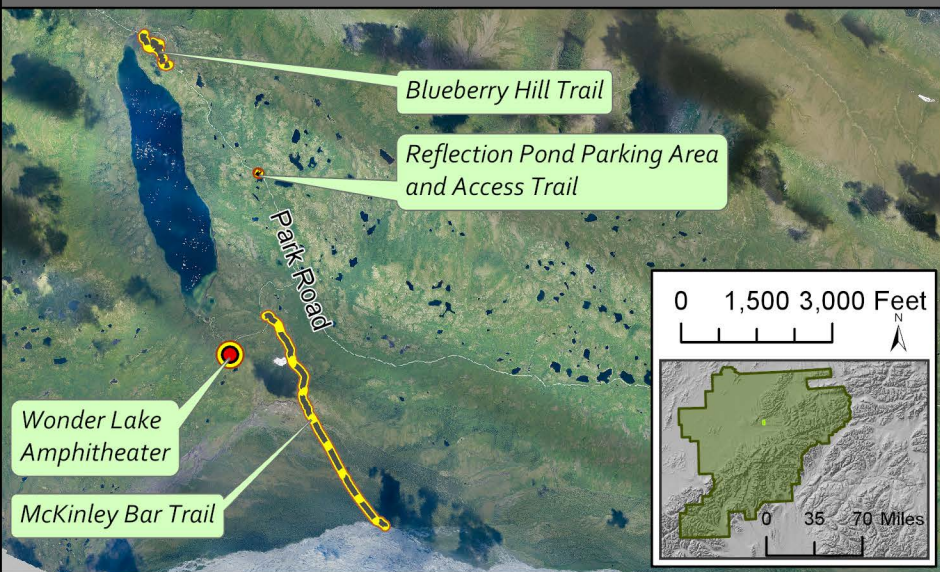 Blueberry Hill Trail
Reflection Pond Parking Area
and Access Trail
Park Road
Wonder Lake
Amphitheater
McKinley Bar Trail
0 1,500 3,000 Feet
N
0 35 70 Miles